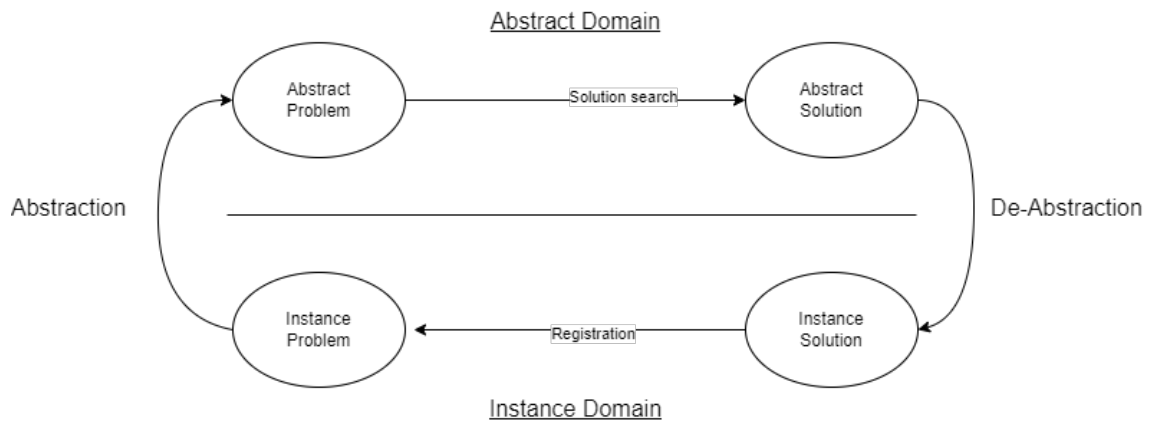 Abstract Domain
Abstract
Problem
Solution search
Abstract
Solution
Abstraction
De-Abstraction
Instance
Problem
Registration
Instance
Solution
Instance Domain